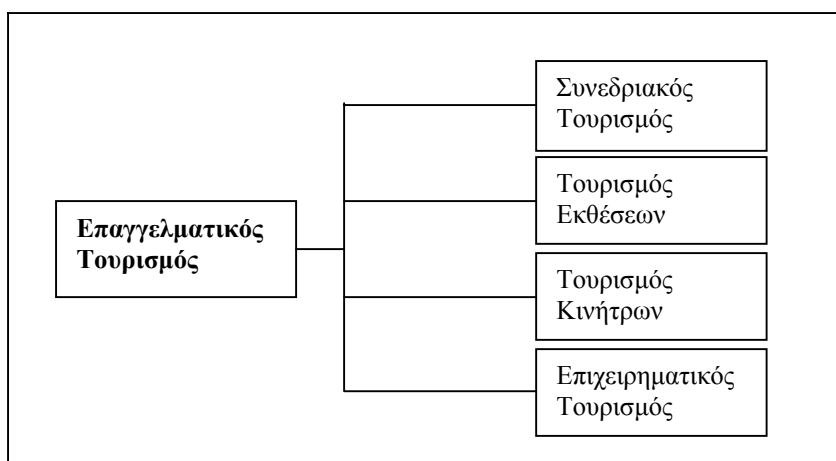 Συνεδριακός
Τουρισμός
Τουρισμός
Εκθέσεων
Επαγγελματικός
Τουρισμός
Τουρισμός
Κινήτρων
Επιχειρηματικός
Τουρισμός